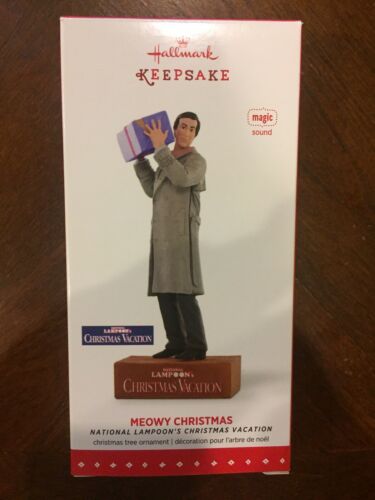 Hallmark
KEEPSAKE
magic
sound
NATIONAL
LAMPOON's
CHRISTMAS VACATION
NATIONAL
LAMPOON's
CHRISTMAS VACATION
MEOWY CHRISTMAS
NATIONAL LAMPOON'S CHRISTMAS VACATION
christmas tree ornament | décoration pour l'arbre de noël